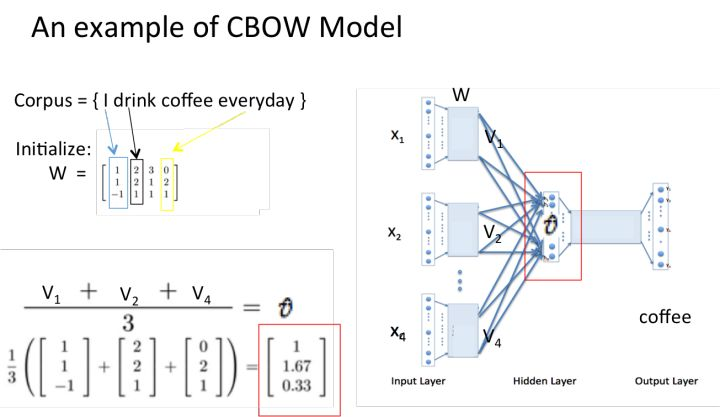 An example of CBOW Model
Corpus = { I drink coffee everyday }
Initialize:
W = [ 1 2 3 0
1 2 1 2
-1 1 1 1 ]
V1 + V2 + V4 = v̂
3
1/3 ( [ 1 1 -1 ] + [ 2 2 1 ] + [ 0 2 1 ] ) = [ 1 1.67 0.33 ]
W
X1
V1
X2
V2
v̂
X4
V4
coffee
Input Layer
Hidden Layer
Output Layer